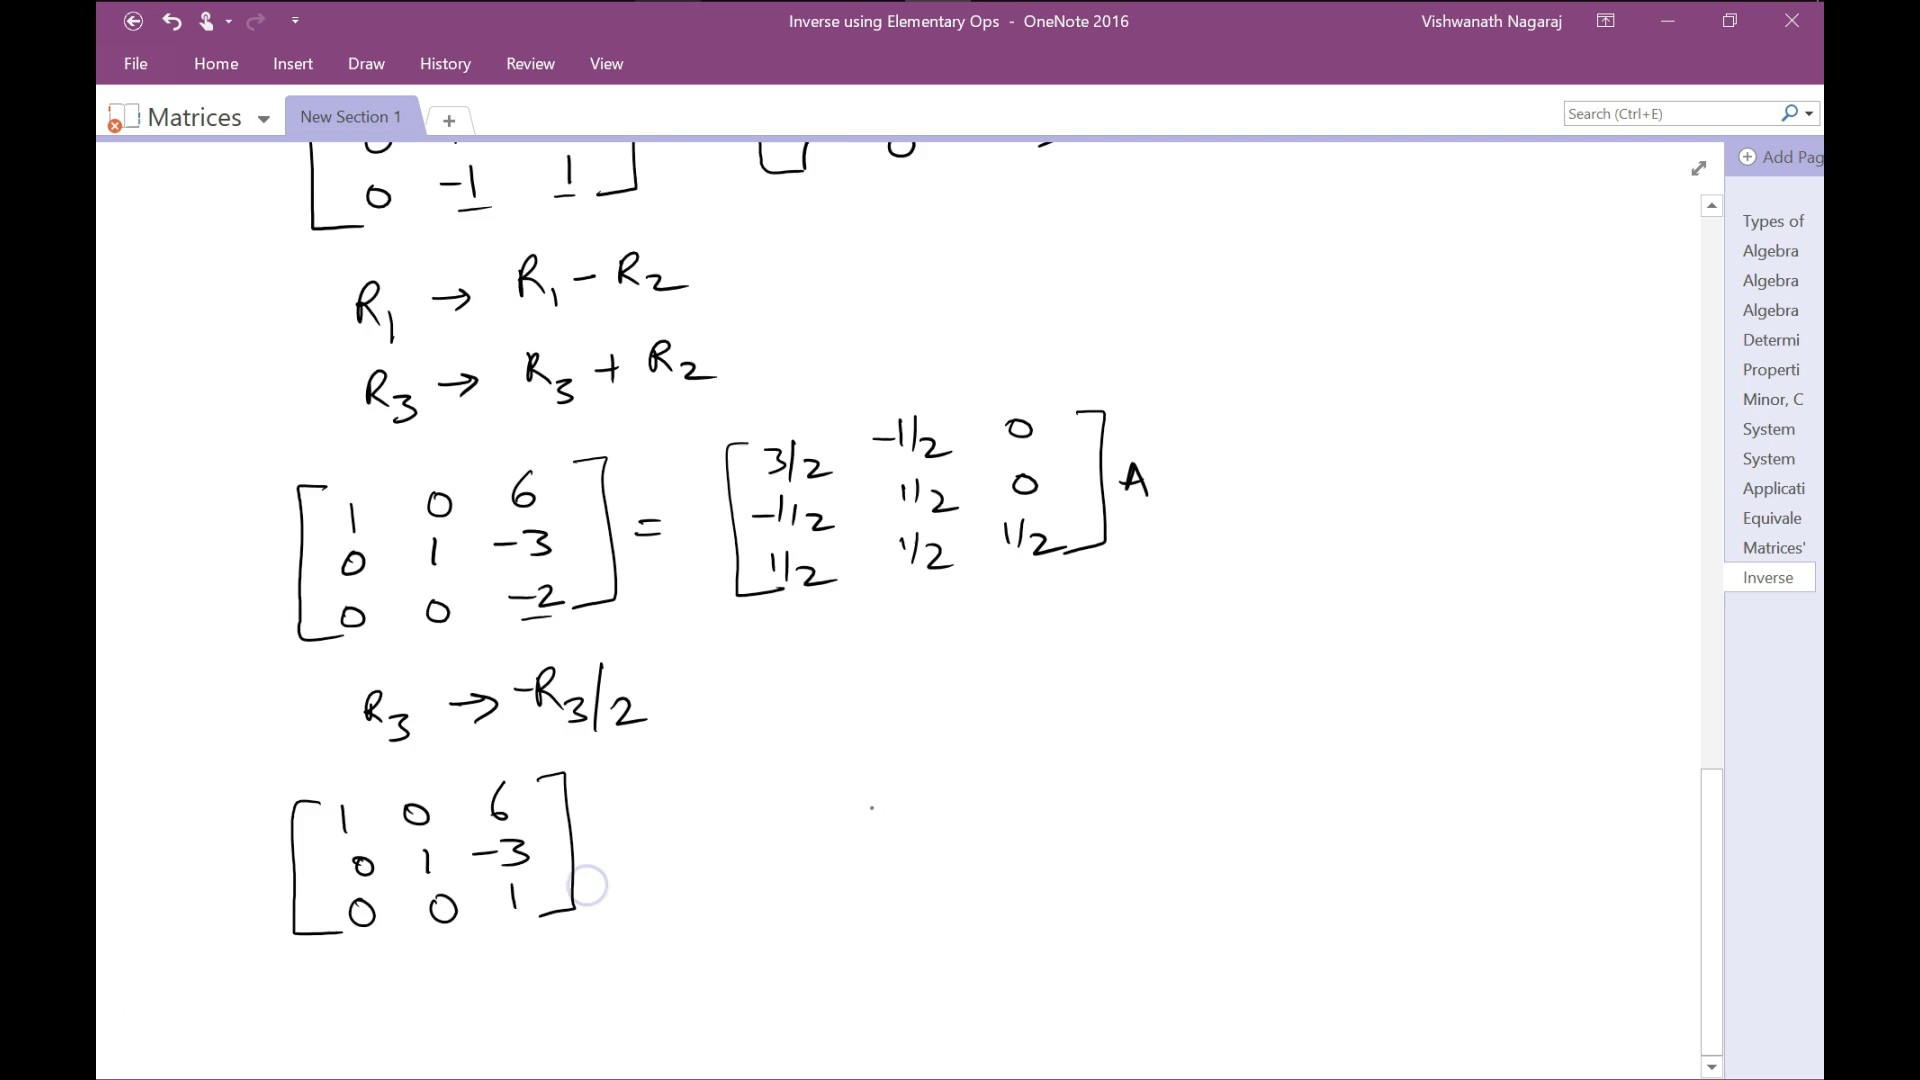 Inverse using Elementary Ops - OneNote 2016
Vishwanath Nagaraj
File Home Insert Draw History Review View
Matrices New Section 1 +
Search (Ctrl+E)
Add Pag
Types of
Algebra
Algebra
Algebra
Determi
Properti
Minor, C
System
System
Applicati
Equivale
Matrices'
Inverse
0 -1 1
R1 → R1 - R2
R3 → R3 + R2
1 0 6 3/2 -1/2 0
0 1 -3 = -1/2 1/2 0 A
0 0 -2 1/2 1/2 1/2
R3 → -R3/2
1 0 6
0 1 -3
0 0 1